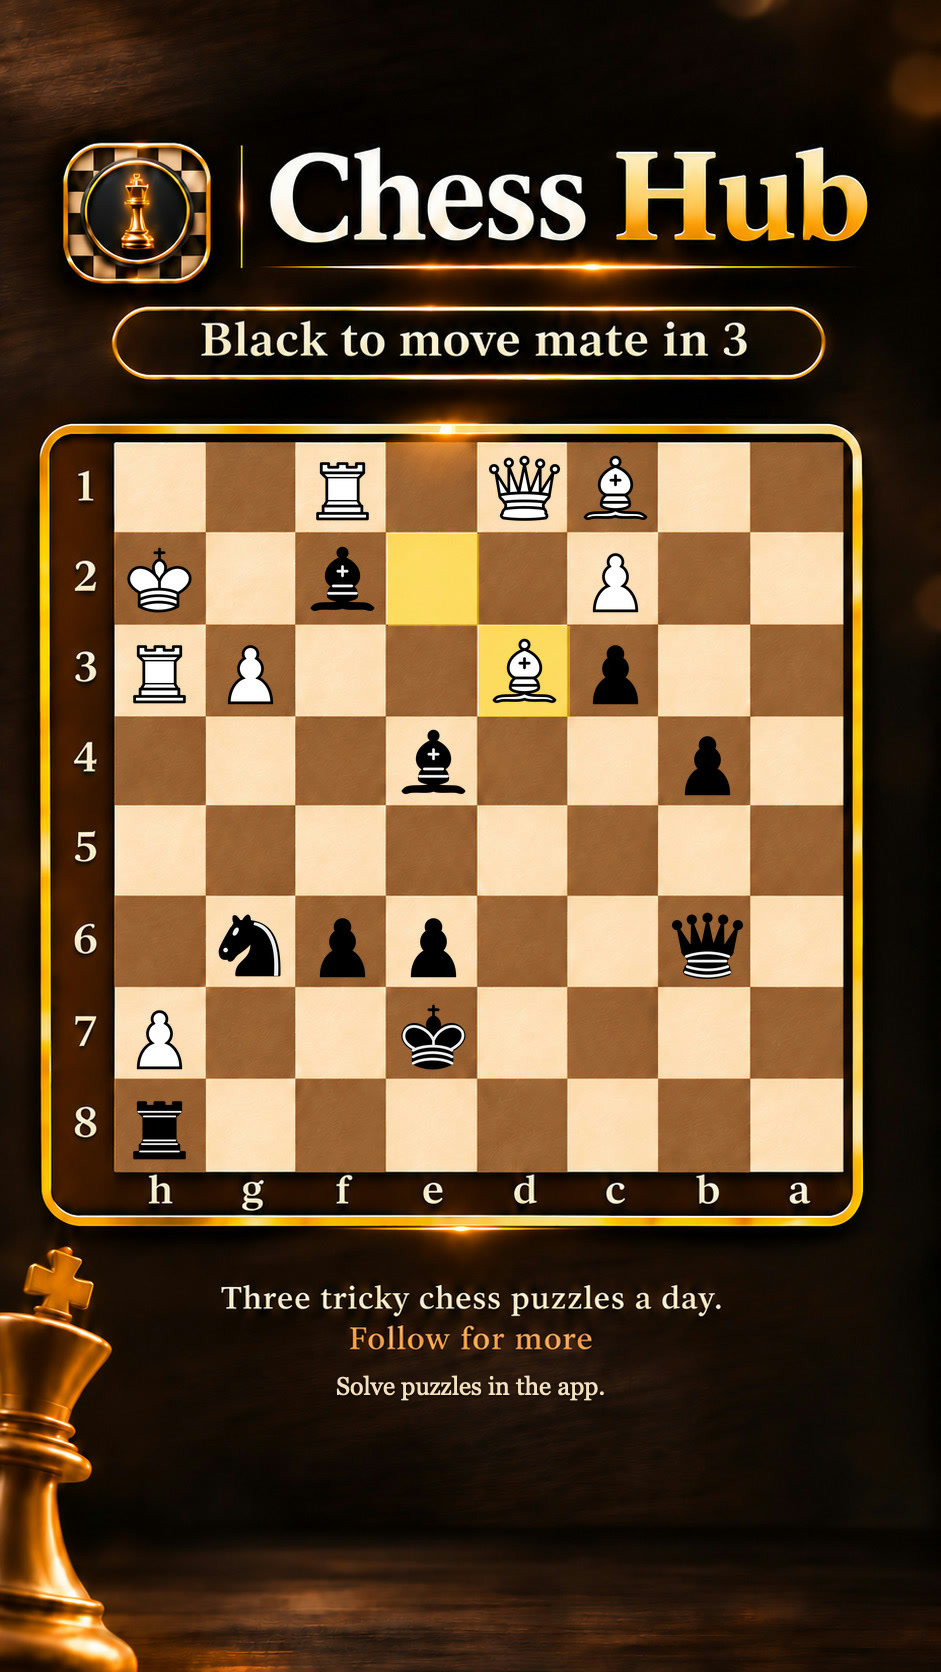 Chess Hub
Black to move mate in 3
1
2
3
4
5
6
7
8
h g f e d c b a
Three tricky chess puzzles a day.
Follow for more
Solve puzzles in the app.